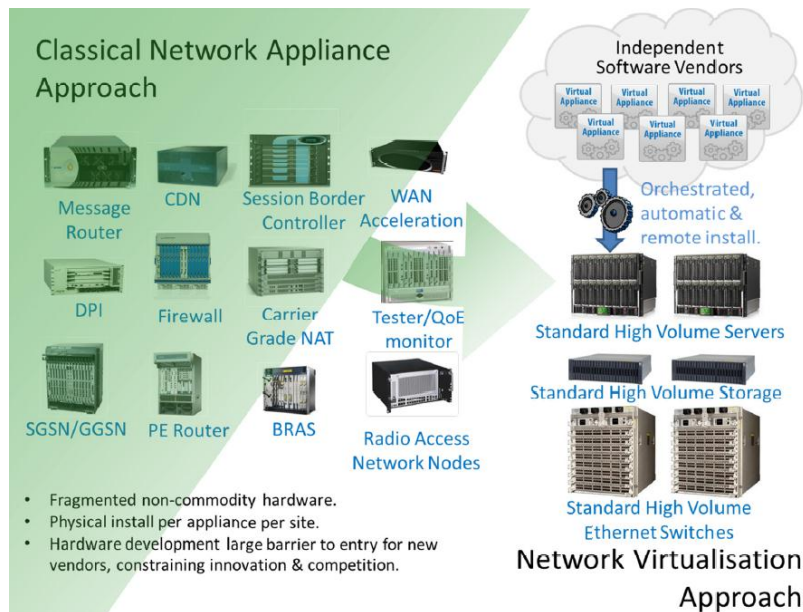 Classical Network Appliance
Approach
Message
Router
CDN
Session Border
Controller
WAN
Acceleration
DPI
Firewall
Carrier
Grade NAT
Tester/QoE
monitor
SGSN/GGSN
PE Router
BRAS
Radio Access
Network Nodes
• Fragmented non-commodity hardware.
• Physical install per appliance per site.
• Hardware development large barrier to entry for new
vendors, constraining innovation & competition.
Independent
Software Vendors
Virtual
Appliance
Virtual
Appliance
Virtual
Appliance
Virtual
Appliance
Virtual
Appliance
Virtual
Appliance
Virtual
Appliance
Orchestrated,
automatic &
remote install.
Standard High Volume Servers
Standard High Volume Storage
Standard High Volume
Ethernet Switches
Network Virtualisation
Approach